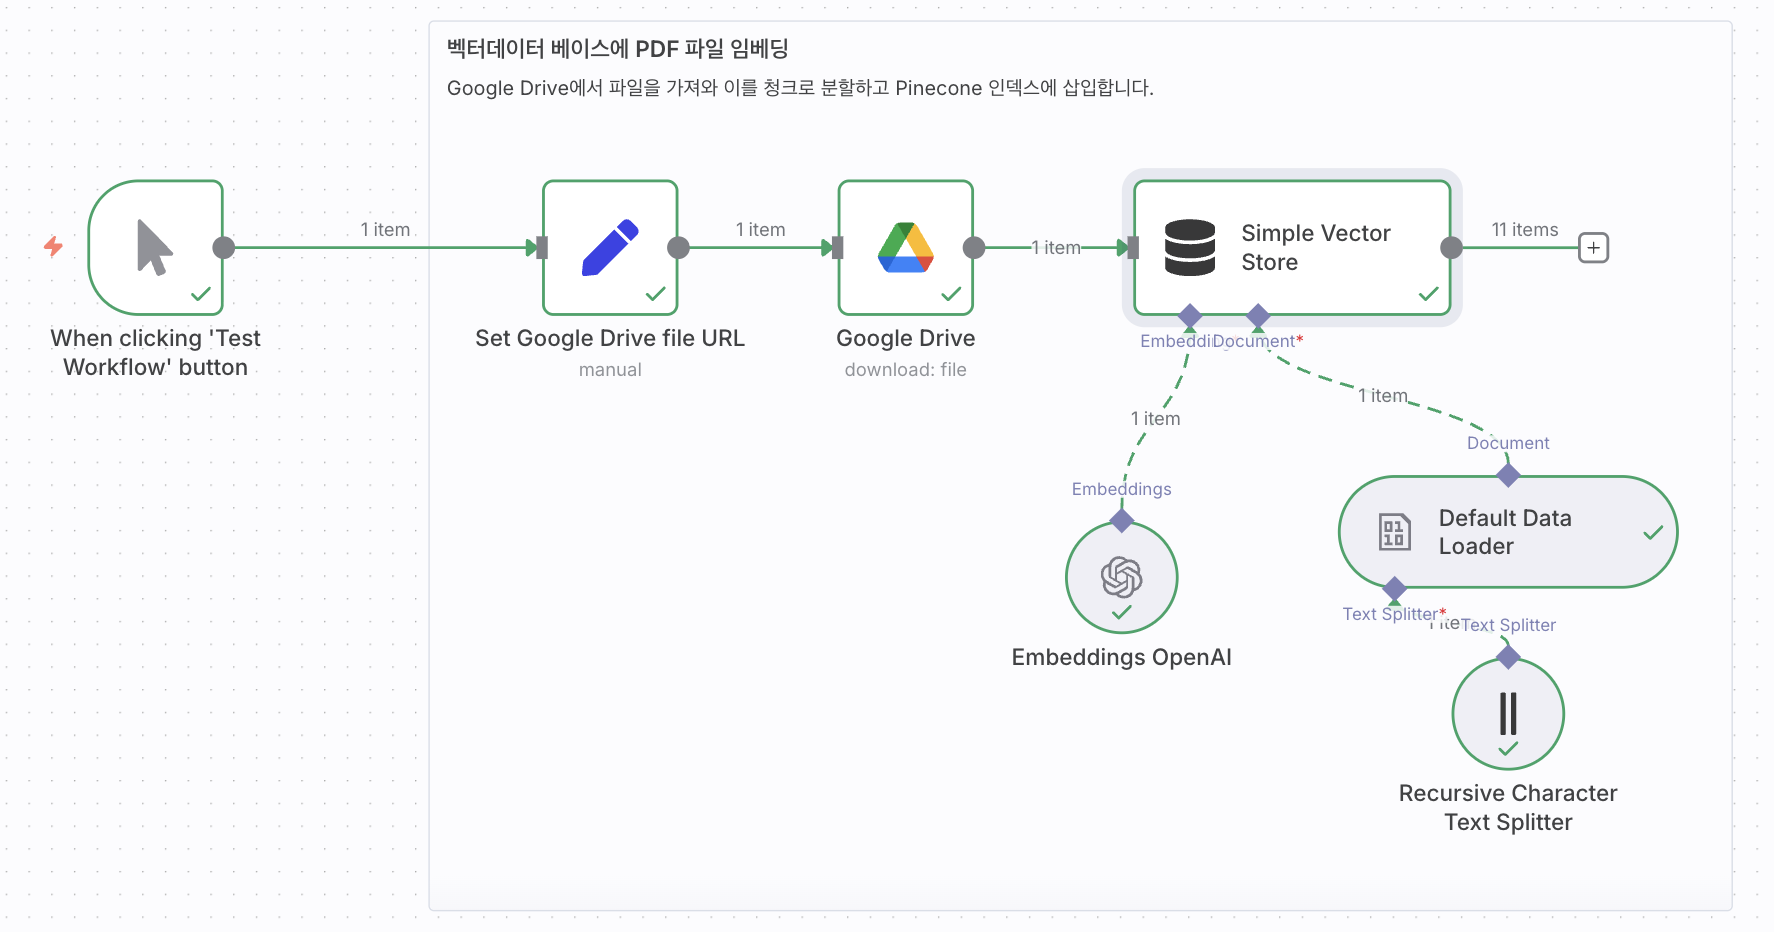 벡터데이터 베이스에 PDF 파일 임베딩
Google Drive에서 파일을 가져와 이를 청크로 분할하고 Pinecone 인덱스에 삽입합니다.
1 item
1 item
1 item
11 items
Simple Vector
Store
When clicking 'Test
Workflow' button
Set Google Drive file URL
manual
Google Drive
download: file
Document*
1 item
1 item
Document
Embeddings
01
10
Default Data
Loader
Embeddings OpenAI
Text Splitter*
Text Splitter
Recursive Character
Text Splitter